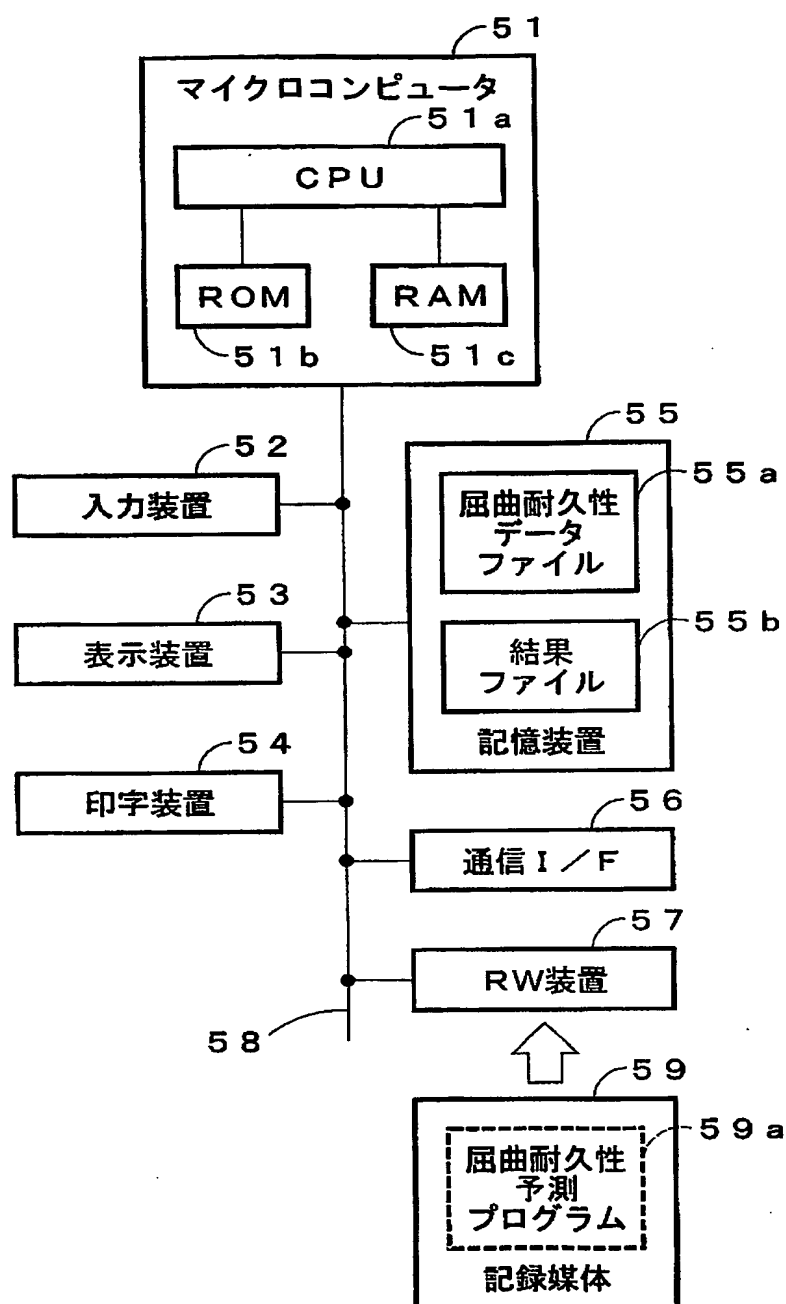 51
マイクロコンピュータ
51a
CPU
ROM
RAM
51b
51c
52
入力装置
53
表示装置
54
印字装置
55
55a
屈曲耐久性
データ
ファイル
55b
結果
ファイル
記憶装置
56
通信I/F
57
RW装置
58
59
59a
屈曲耐久性
予測
プログラム
記録媒体